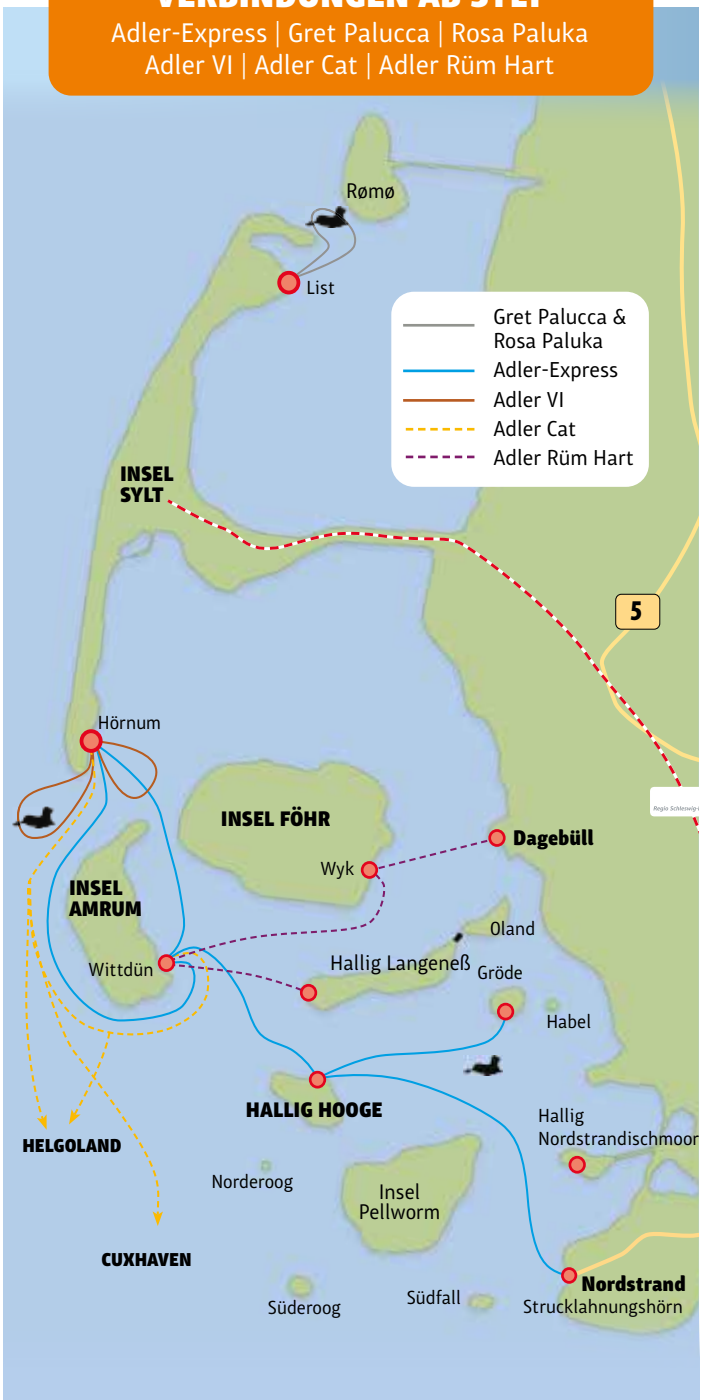 VERBINDUNGEN AB SYLT
Adler-Express | Gret Palucca | Rosa Paluka
Adler VI | Adler Cat | Adler Rüm Hart
Rømø
List
Gret Palucca &
Rosa Paluka
Adler-Express
Adler VI
Adler Cat
Adler Rüm Hart
INSEL
SYLT
5
Hörnum
Regio Schleswig-
INSEL FÖHR
Dagebüll
Wyk
INSEL
AMRUM
Oland
Wittdün
Hallig Langeneß
Gröde
Habel
HALLIG HOOGE
Hallig
Nordstrandischmoor
HELGOLAND
Norderoog
Insel
Pellworm
CUXHAVEN
Nordstrand
Strucklahnungshörn
Süderoog
Südfall